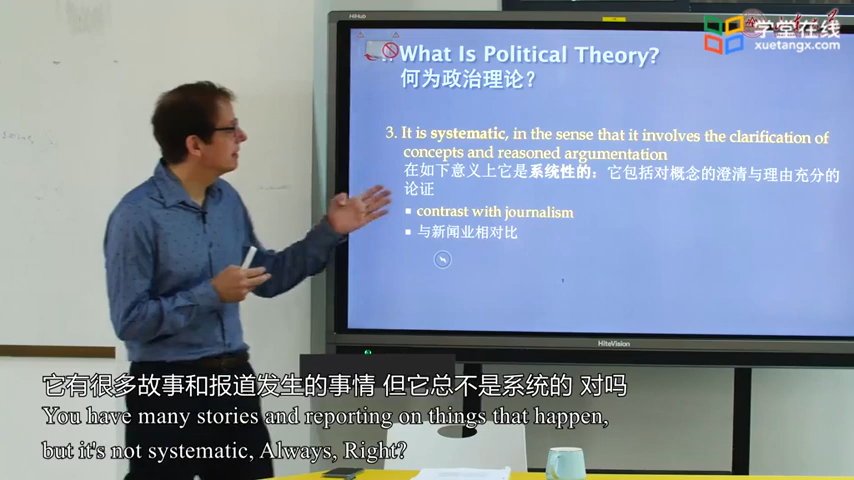 HiHub
学堂在线
xuetangx.com
What Is Political Theory?
何为政治理论？
3. It is systematic, in the sense that it involves the clarification of
concepts and reasoned argumentation
在如下意义上它是系统性的：它包括对概念的澄清与理由充分的
论证
▪ contrast with journalism
▪ 与新闻业相对比
HiteVision
它有很多故事和报道发生的事情 但它总不是系统的 对吗
You have many stories and reporting on things that happen,
but it's not systematic, Always, Right?